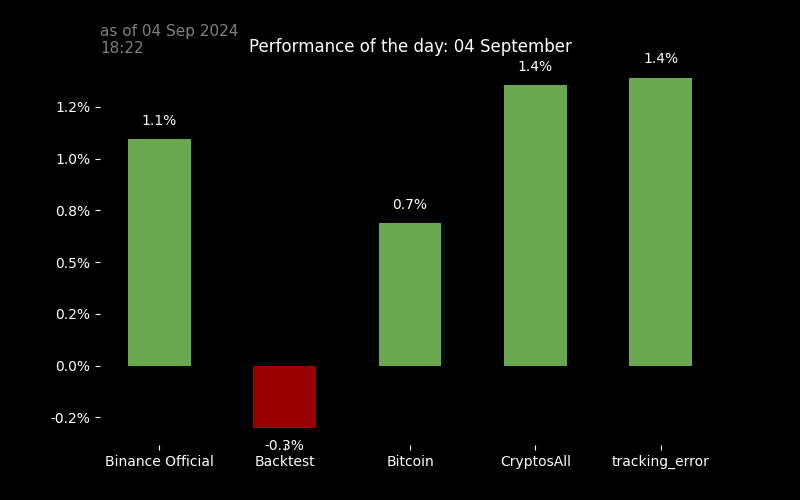 as of 04 Sep 2024
18:22
Performance of the day: 04 September
1.4%
1.4%
1.2%
1.1%
1.0%
0.8%
0.7%
0.5%
0.2%
0.0%
-0.2%
-0.3%
Binance Official
Backtest
Bitcoin
CryptosAll
tracking_error